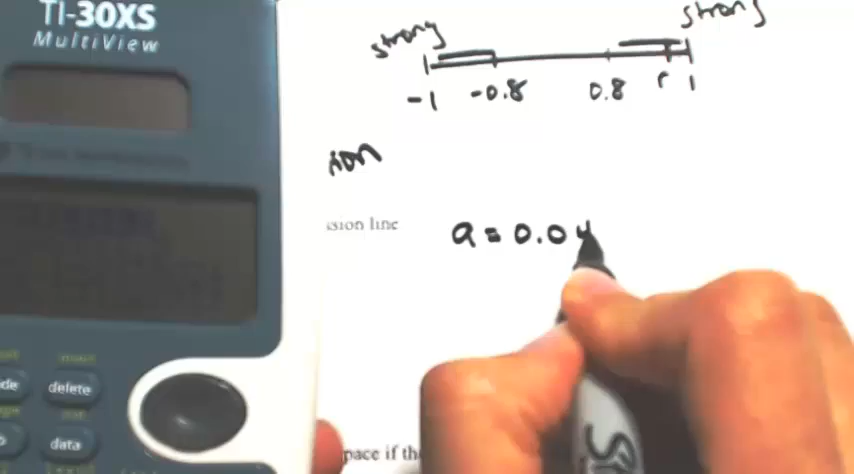 TI-30XS
MultiView
strong
strong
-1 -0.8 0.8 r 1
ion
ssion line
a = 0.04
delete
data
pace if th